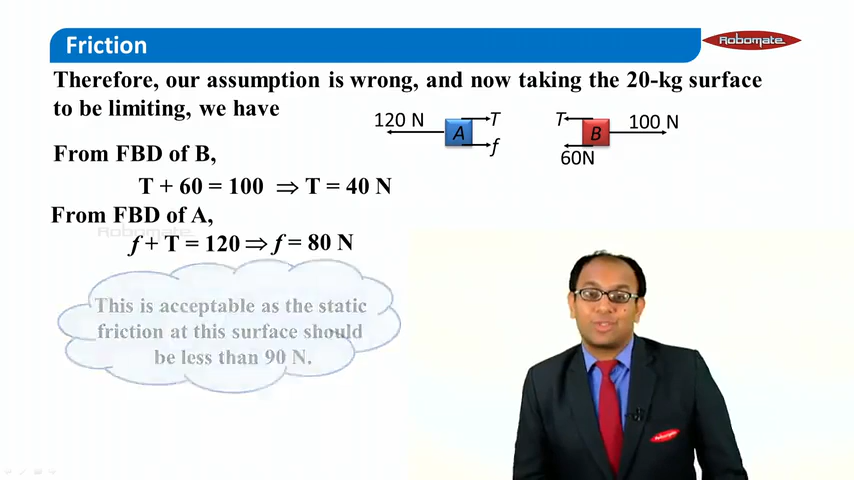 Friction
Robomate
Therefore, our assumption is wrong, and now taking the 20-kg surface
to be limiting, we have
120 N
A
T
f
T
B
100 N
60N
From FBD of B,
T + 60 = 100 ⇒ T = 40 N
From FBD of A,
Robomate
f + T = 120 ⇒ f = 80 N
This is acceptable as the static
friction at this surface should
be less than 90 N.